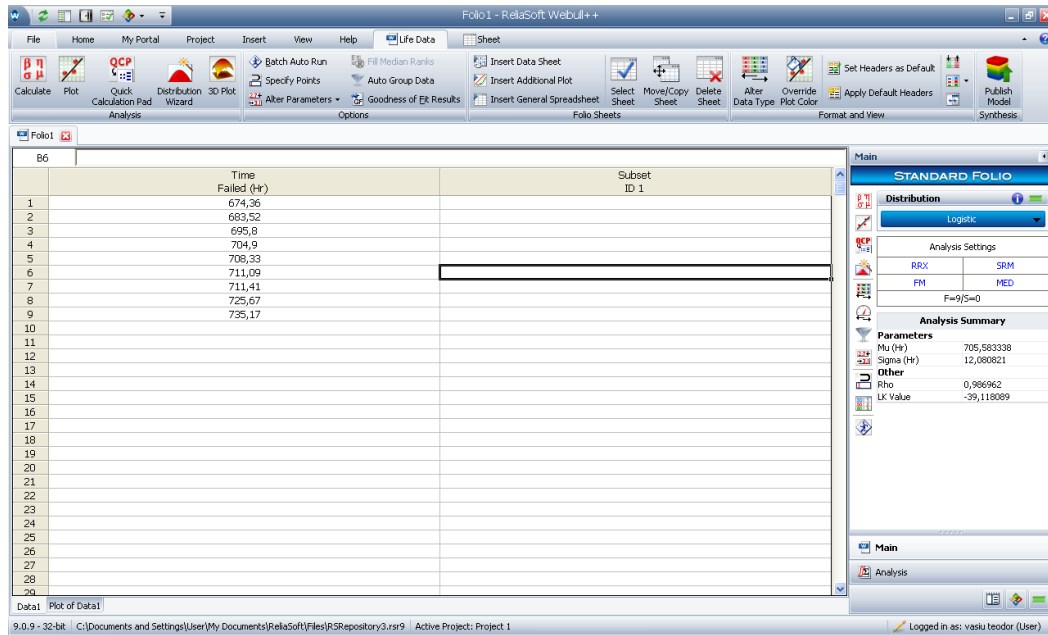 Folio1 - ReliaSoft Weibull++
File Home My Portal Project Insert View Help Life Data Sheet
β η
σ μ
Calculate
Plot
QCP
Quick
Calculation Pad
Distribution
Wizard
3D Plot
Analysis
Batch Auto Run
Specify Points
Alter Parameters
Fill Median Ranks
Auto Group Data
Goodness of Fit Results
Options
Insert Data Sheet
Insert Additional Plot
Insert General Spreadsheet
Select
Sheet
Move/Copy
Sheet
Delete
Sheet
Folio Sheets
Alter
Data Type
Override
Plot Color
Set Headers as Default
Apply Default Headers
Format and View
Publish
Model
Synthesis
Folio1
B6
Time
Failed (Hr)
Subset
ID 1
1 674,36
2 683,52
3 695,8
4 704,9
5 708,33
6 711,09
7 711,41
8 725,67
9 735,17
10
11
12
13
14
15
16
17
18
19
20
21
22
23
24
25
26
27
28
29
Data1 Plot of Data1
Main
STANDARD FOLIO
β η
σ μ
QCP
Distribution
Logistic
Analysis Settings
RRX SRM
FM MED
F=9/S=0
Analysis Summary
Parameters
Mu (Hr) 705,583338
Sigma (Hr) 12,080821
Other
Rho 0,986962
LK Value -39,118089
Main
Analysis
9.0.9 - 32-bit C:\Documents and Settings\User\My Documents\ReliaSoft\Files\RSRepository3.rsr9 Active Project: Project 1 Logged in as: vasiu teodor (User)